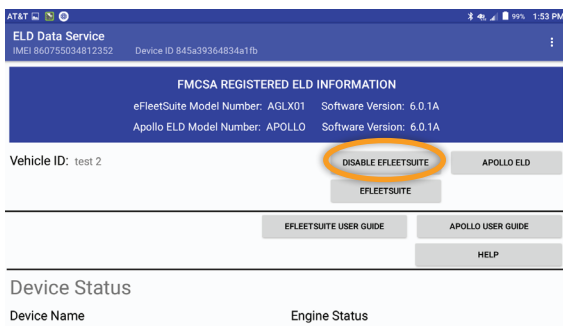 AT&T 99% 1:53 PM
ELD Data Service
IMEI 860755034812352 Device ID 845a39364834a1fb
FMCSA REGISTERED ELD INFORMATION
eFleetSuite Model Number: AGLX01 Software Version: 6.0.1A
Apollo ELD Model Number: APOLLO Software Version: 6.0.1A
Vehicle ID: test 2 DISABLE EFLEETSUITE APOLLO ELD
EFLEETSUITE
EFLEETSUITE USER GUIDE APOLLO USER GUIDE
HELP
Device Status
Device Name Engine Status